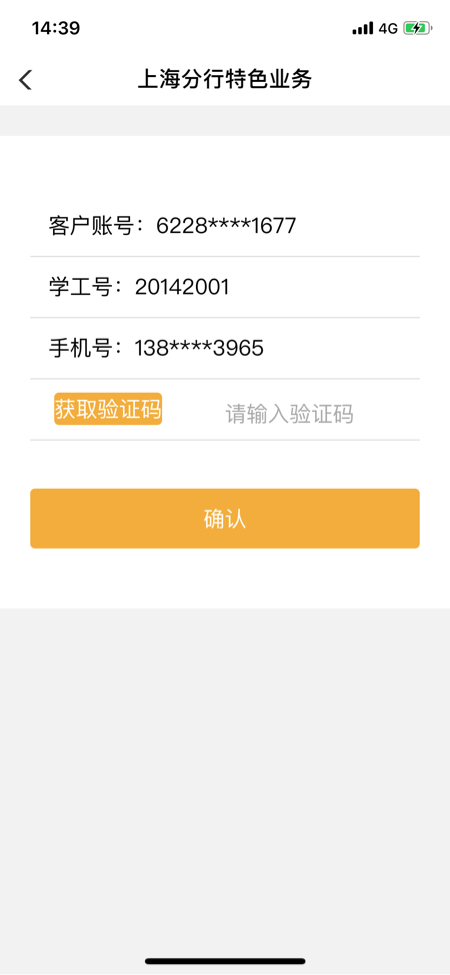 14:39
4G
上海分行特色业务
客户账号：6228****1677
学工号：20142001
手机号：138****3965
获取验证码 请输入验证码
确认